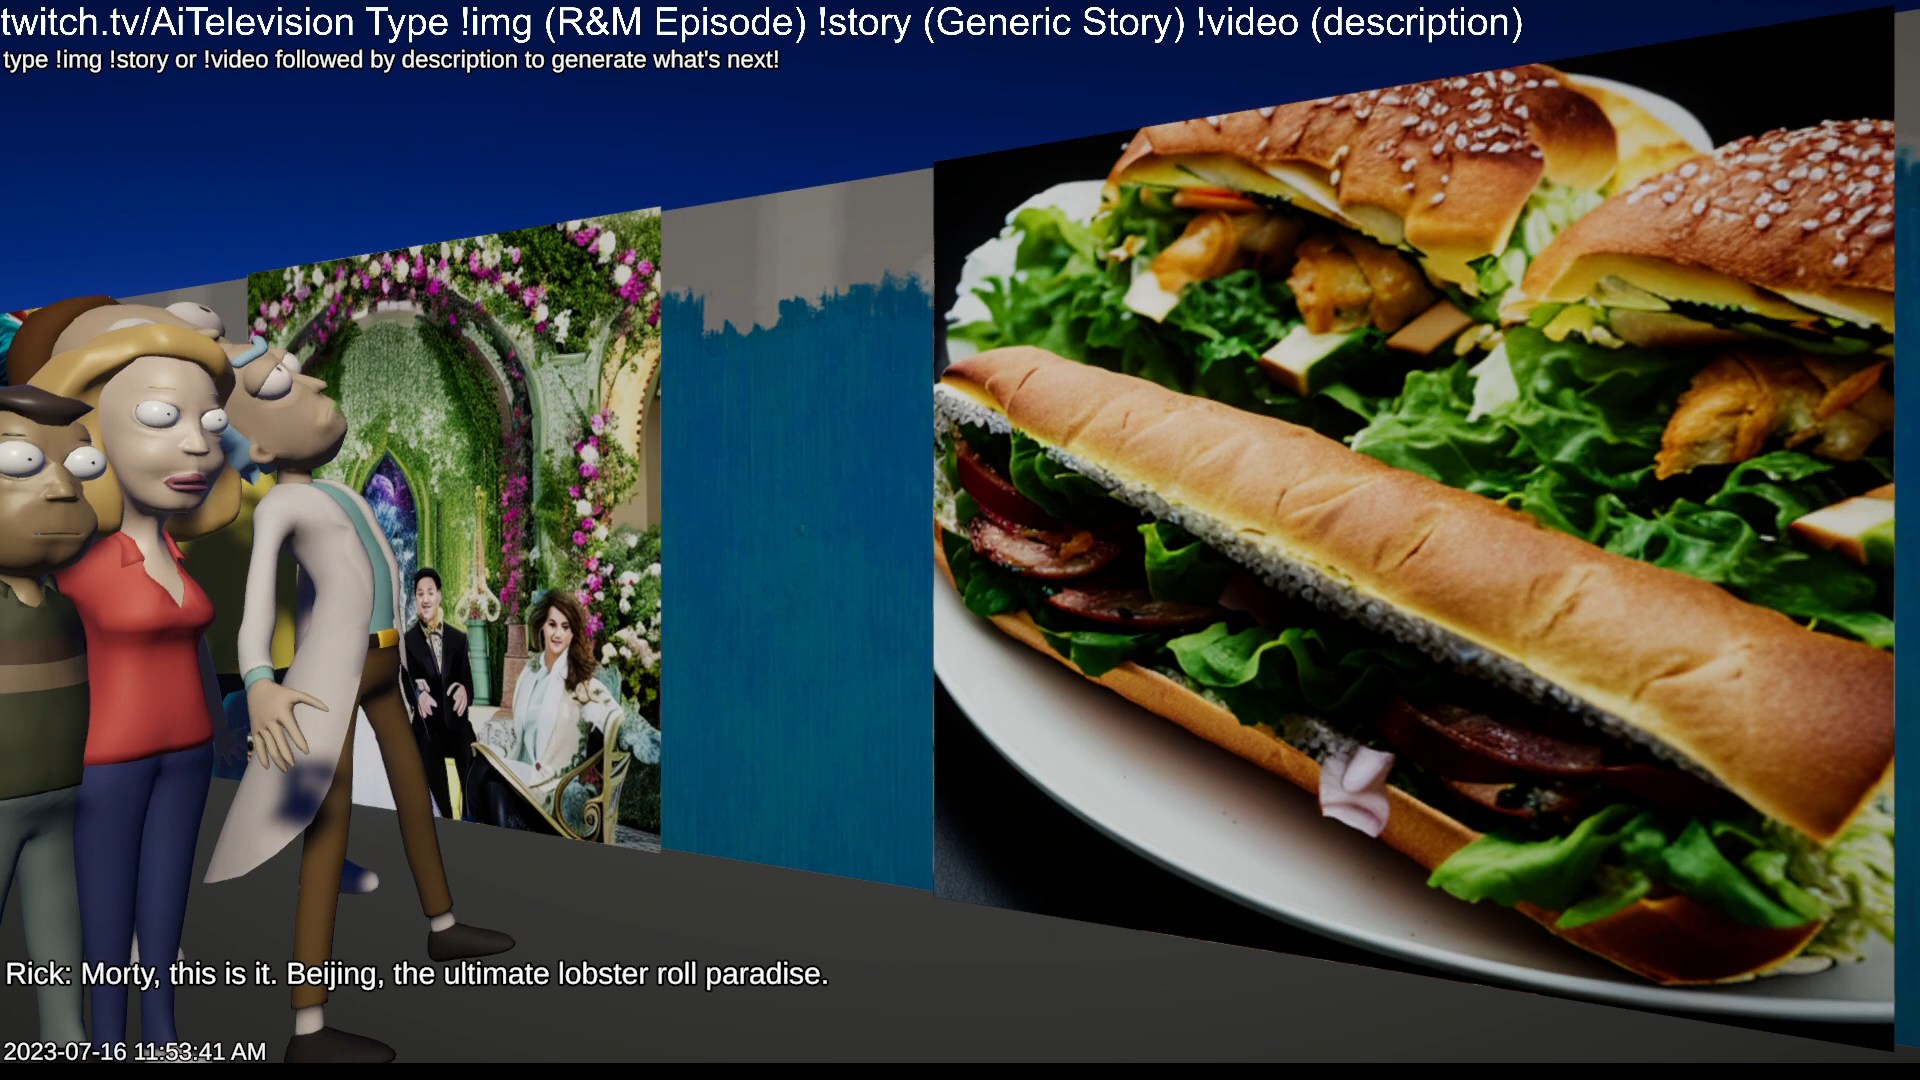 twitch.tv/AiTelevision Type !img (R&M Episode) !story (Generic Story) !video (description)
type !img !story or !video followed by description to generate what's next!
Rick: Morty, this is it. Beijing, the ultimate lobster roll paradise.
2023-07-16 11:53:41 AM